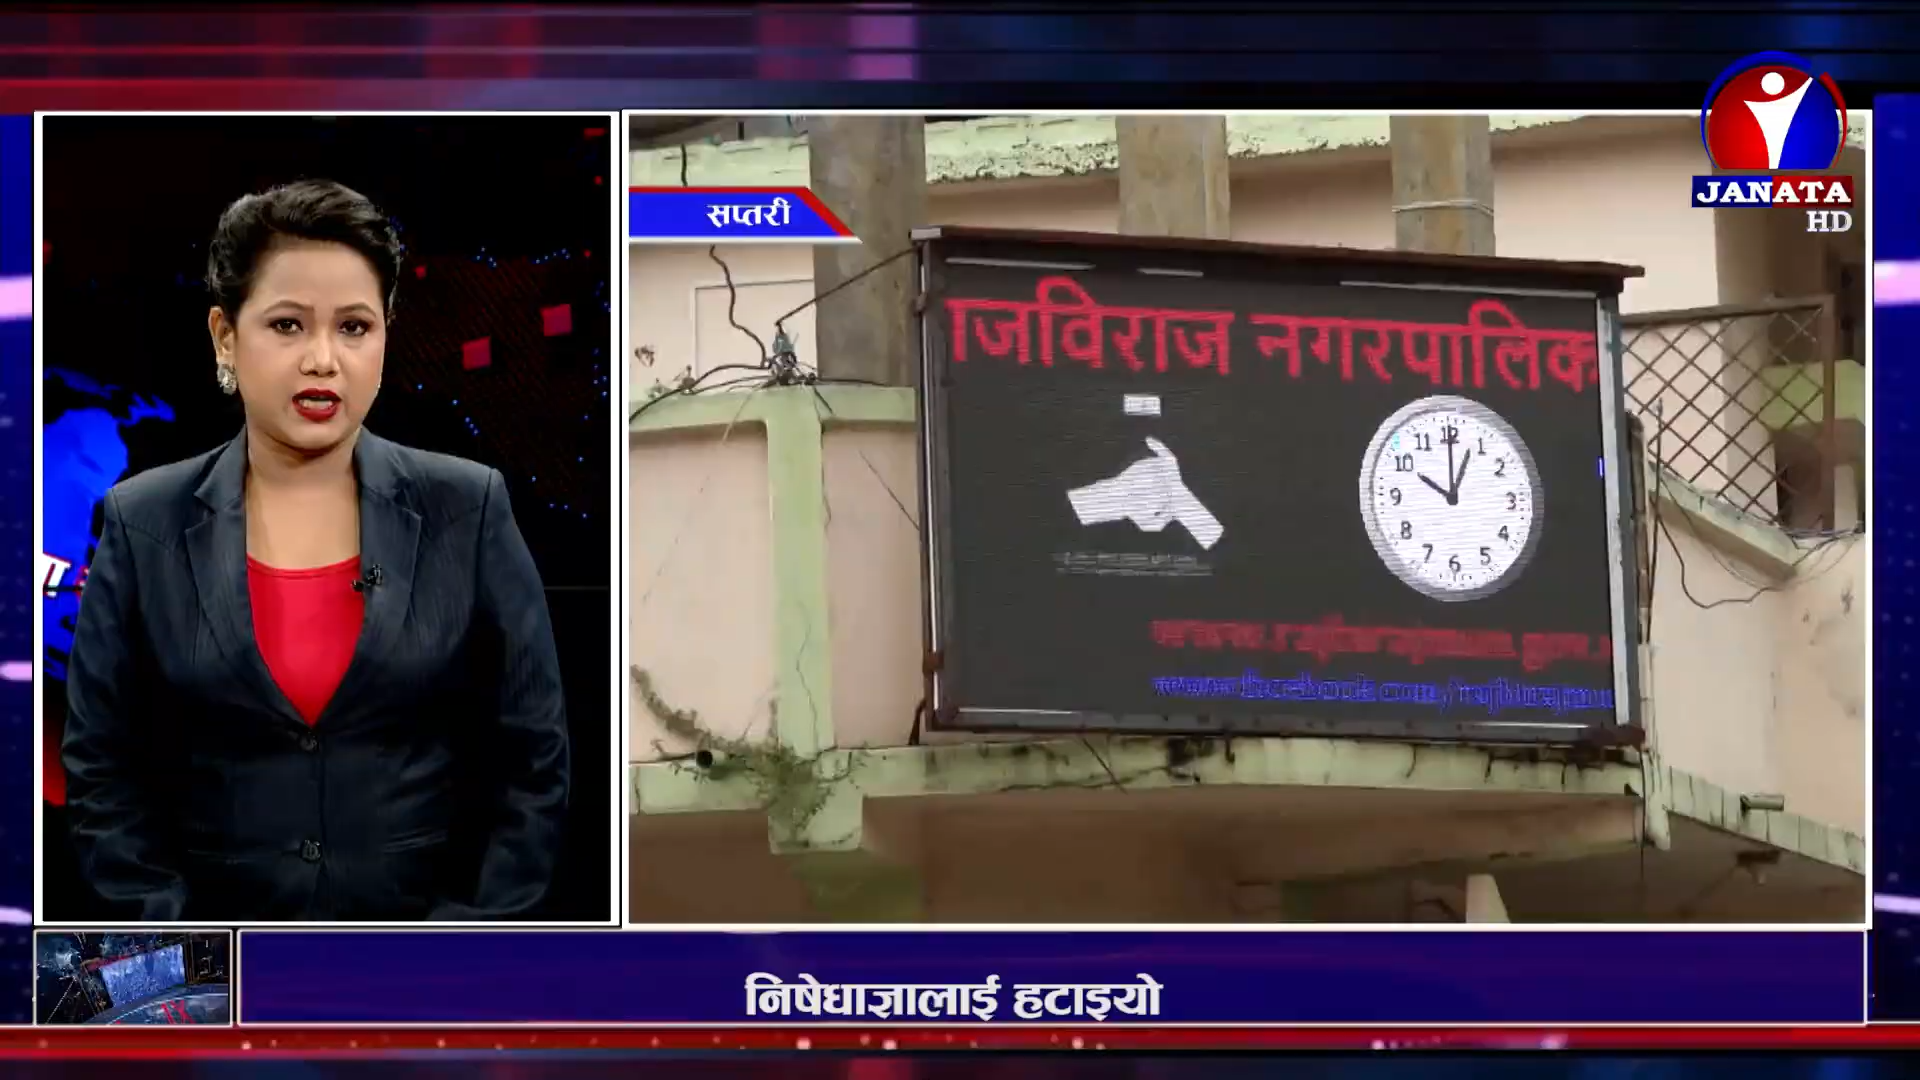 JANATA
HD
सप्तरी
ाजविराज नगरपालिक
11 12 1
10 2
9 3
8 4
7 6 5
निषेधाज्ञालाई हटाइयो